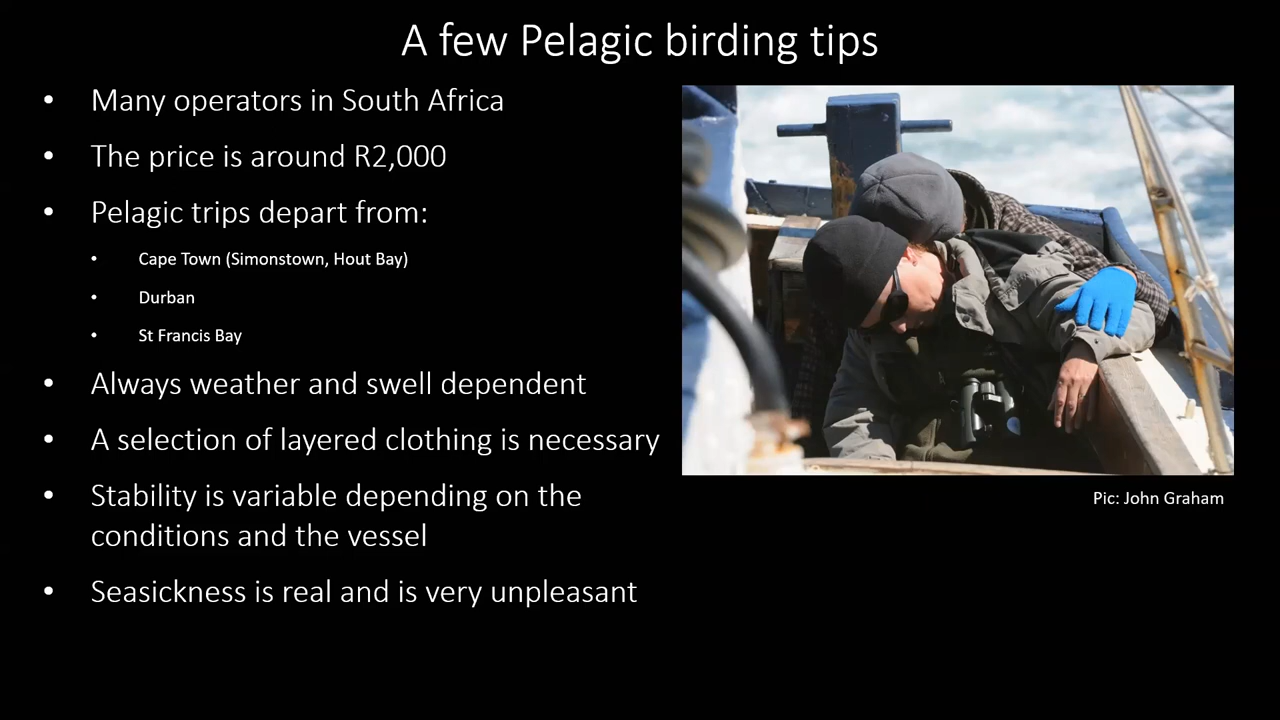 A few Pelagic birding tips
• Many operators in South Africa
• The price is around R2,000
• Pelagic trips depart from:
• Cape Town (Simonstown, Hout Bay)
• Durban
• St Francis Bay
• Always weather and swell dependent
• A selection of layered clothing is necessary
• Stability is variable depending on the
conditions and the vessel
• Seasickness is real and is very unpleasant
Pic: John Graham